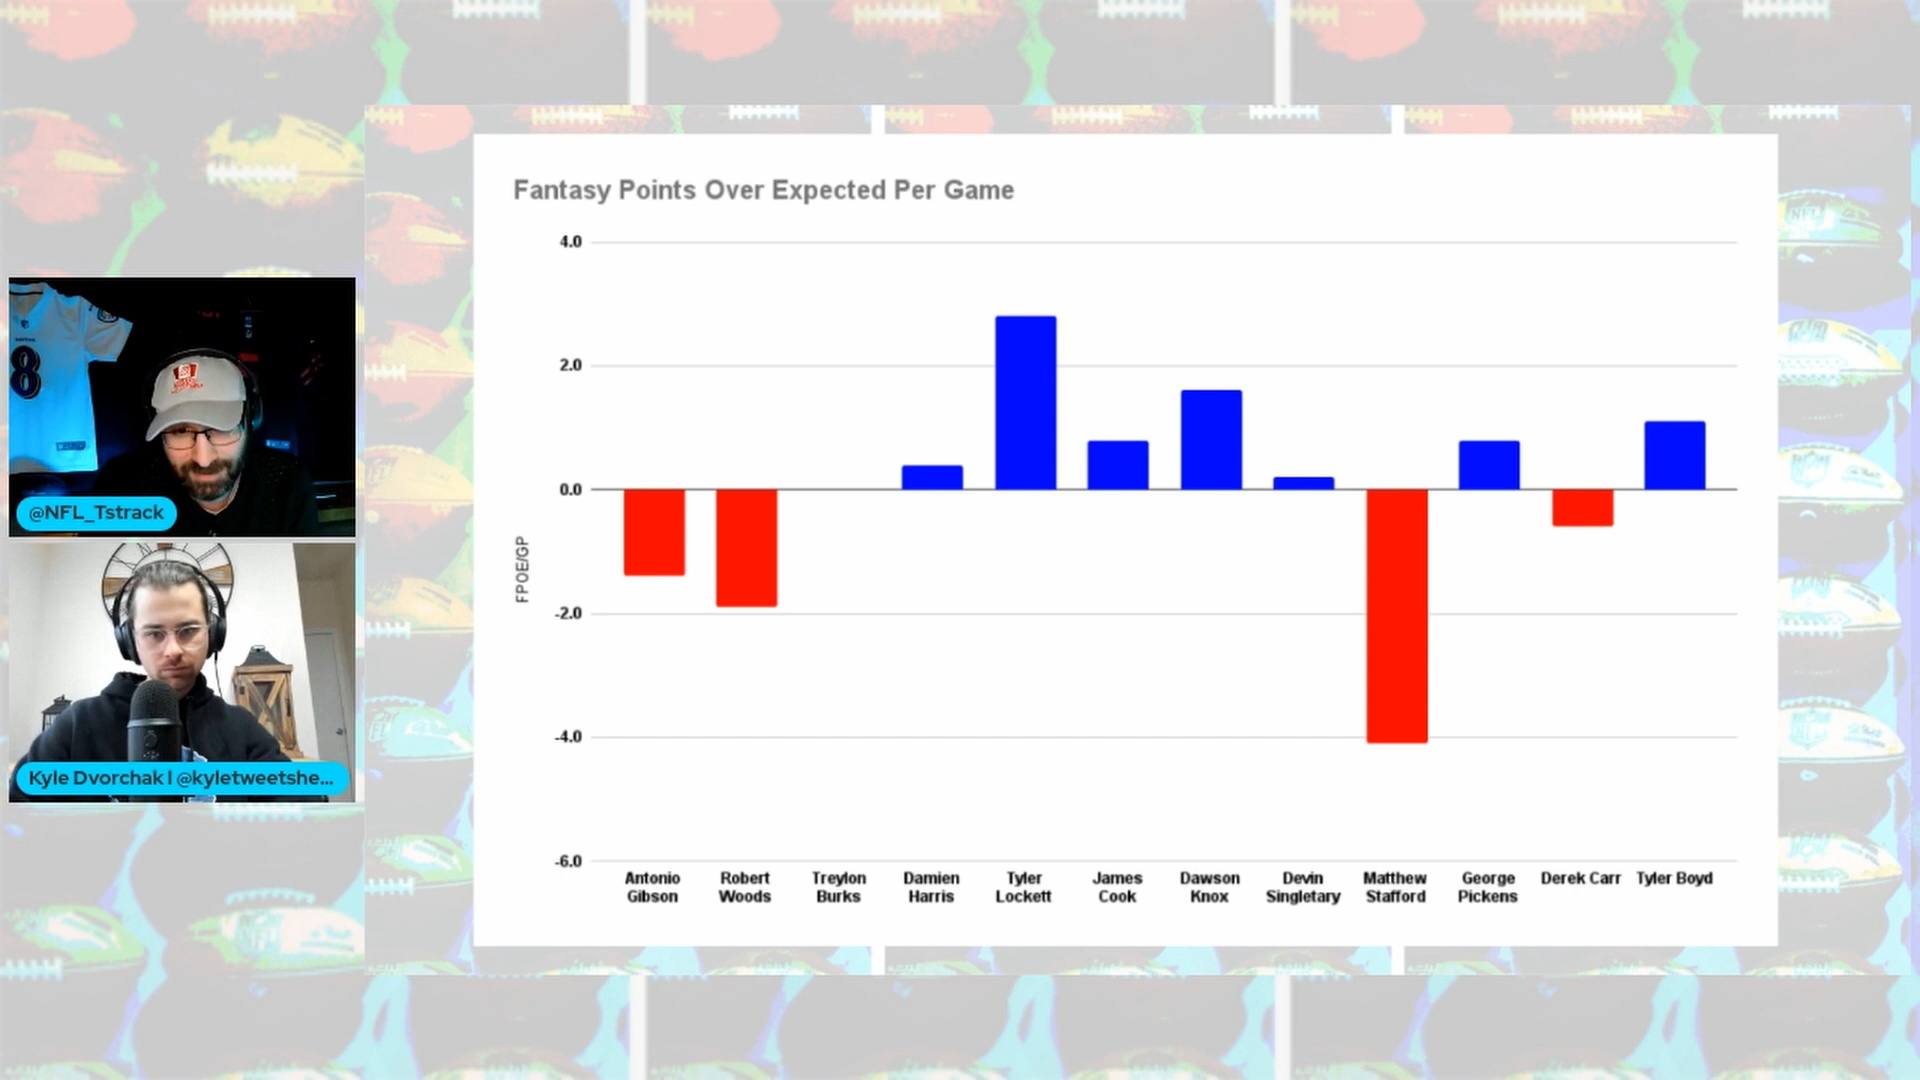 Fantasy Points Over Expected Per Game
4.0
2.0
0.0
-2.0
-4.0
-6.0
FPOE/GP
Antonio Gibson
Robert Woods
Treylon Burks
Damien Harris
Tyler Lockett
James Cook
Dawson Knox
Devin Singletary
Matthew Stafford
George Pickens
Derek Carr
Tyler Boyd
8
@NFL_Tstrack
Kyle Dvorchak l @kyletweetshe...